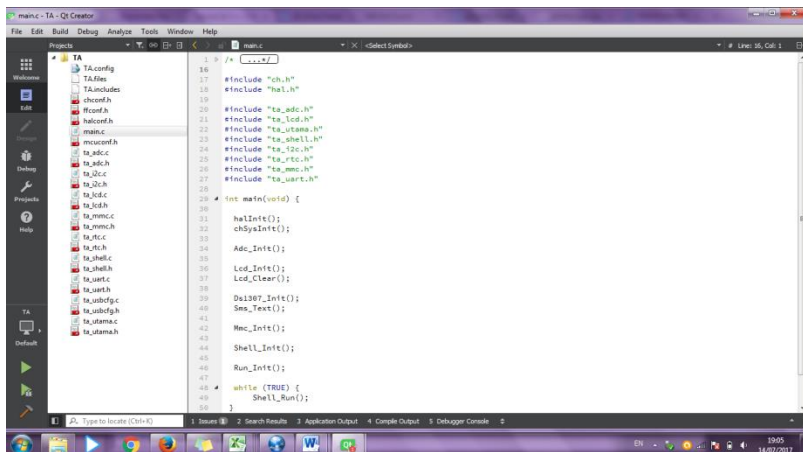 main.c - TA - Qt Creator
File Edit Build Debug Analyze Tools Window Help
Projects
main.c
<Select Symbol>
# Line: 16, Col: 1
Welcome
Edit
Design
Debug
Projects
Help
TA
Default
TA
TA.config
TA.files
TA.includes
chconf.h
ffconf.h
halconf.h
main.c
mcuconf.h
ta_adc.c
ta_adc.h
ta_i2c.c
ta_i2c.h
ta_lcd.c
ta_lcd.h
ta_mmc.c
ta_mmc.h
ta_rtc.c
ta_rtc.h
ta_shell.c
ta_shell.h
ta_uart.c
ta_uart.h
ta_usbcfg.c
ta_usbcfg.h
ta_utama.c
ta_utama.h
1 /* ...*/
16
17 #include "ch.h"
18 #include "hal.h"
19
20 #include "ta_adc.h"
21 #include "ta_lcd.h"
22 #include "ta_utama.h"
23 #include "ta_shell.h"
24 #include "ta_i2c.h"
25 #include "ta_rtc.h"
26 #include "ta_mmc.h"
27 #include "ta_uart.h"
28
29 int main(void) {
30
31 halInit();
32 chSysInit();
33
34 Adc_Init();
35
36 Lcd_Init();
37 Lcd_Clear();
38
39 Ds1307_Init();
40 Sms_Text();
41
42 Mmc_Init();
43
44 Shell_Init();
45
46 Run_Init();
47
48 while (TRUE) {
49 Shell_Run();
50 }
Type to locate (Ctrl+K)
1 Issues 1 2 Search Results 3 Application Output 4 Compile Output 5 Debugger Console
EN
19:05
14/07/2017